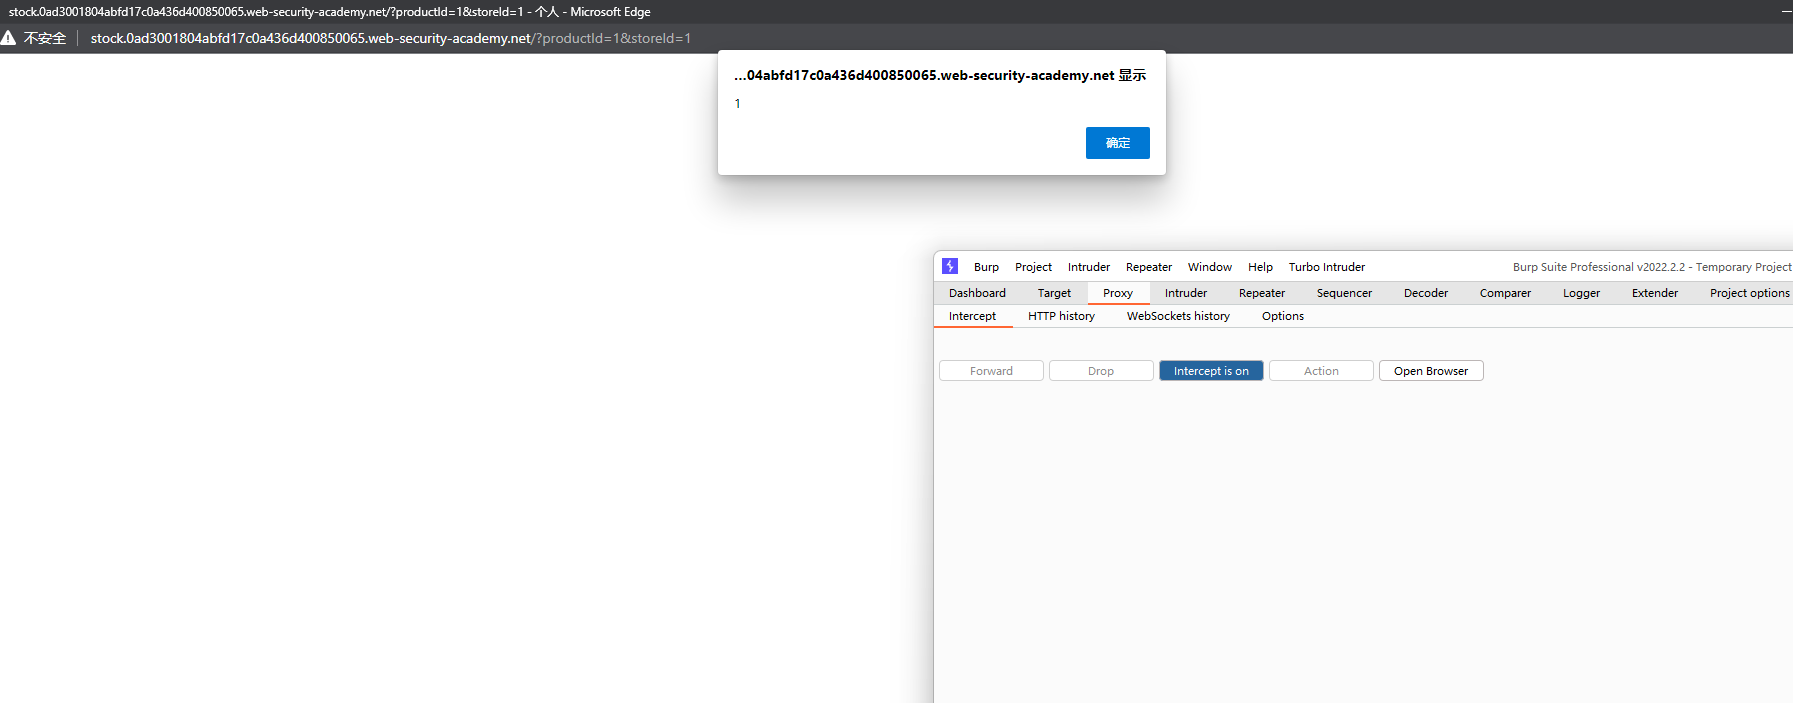 stock.0ad3001804abfd17c0a436d400850065.web-security-academy.net/?productId=1&storeId=1 - 个人 - Microsoft Edge
不安全 stock.0ad3001804abfd17c0a436d400850065.web-security-academy.net/?productId=1&storeId=1
...04abfd17c0a436d400850065.web-security-academy.net 显示
1
确定
Burp Project Intruder Repeater Window Help Turbo Intruder Burp Suite Professional v2022.2.2 - Temporary Project
Dashboard Target Proxy Intruder Repeater Sequencer Decoder Comparer Logger Extender Project options
Intercept HTTP history WebSockets history Options
Forward Drop Intercept is on Action Open Browser